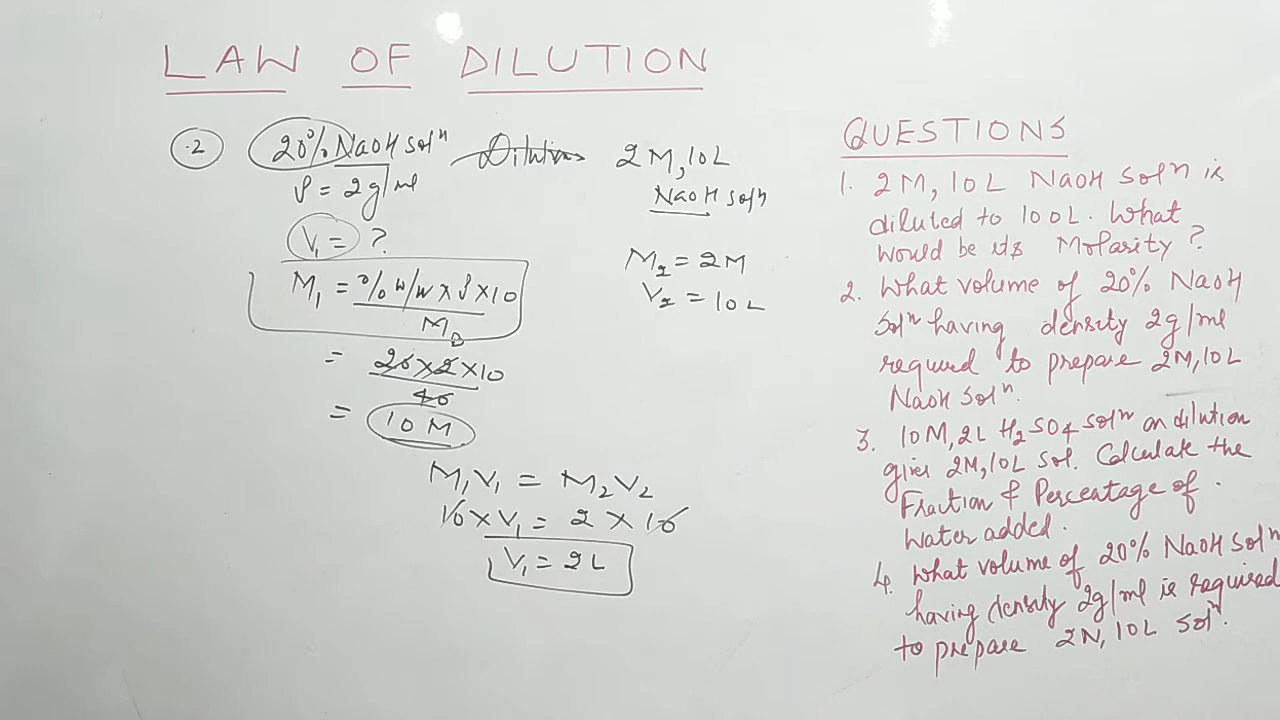 LAW OF DILUTION
.2 20% NaOH solⁿ Dilution 2M, 10L
ρ = 2g/ml NaOH solⁿ
V₁ = ?
M₁ = % w/w x ρ x 10
M_B
= 20 x 2 x 10
40
= 10 M
M₂ = 2M
V₂ = 10L
M₁V₁ = M₂V₂
10 x V₁ = 2 x 10
V₁ = 2L
QUESTIONS
1. 2M, 10L NaOH solⁿ is
diluted to 100L. What
would be its Molarity ?
2. What volume of 20% NaOH
solⁿ having density 2g/ml
required to prepare 2M, 10L
NaOH solⁿ.
3. 10M, 2L H₂SO₄ solⁿ on dilution
gives 2M, 10L sol. Calculate the
Fraction & Percentage of
water added.
4. What volume of 20% NaOH solⁿ
having density 2g/ml is required
to prepare 2N, 10L solⁿ.